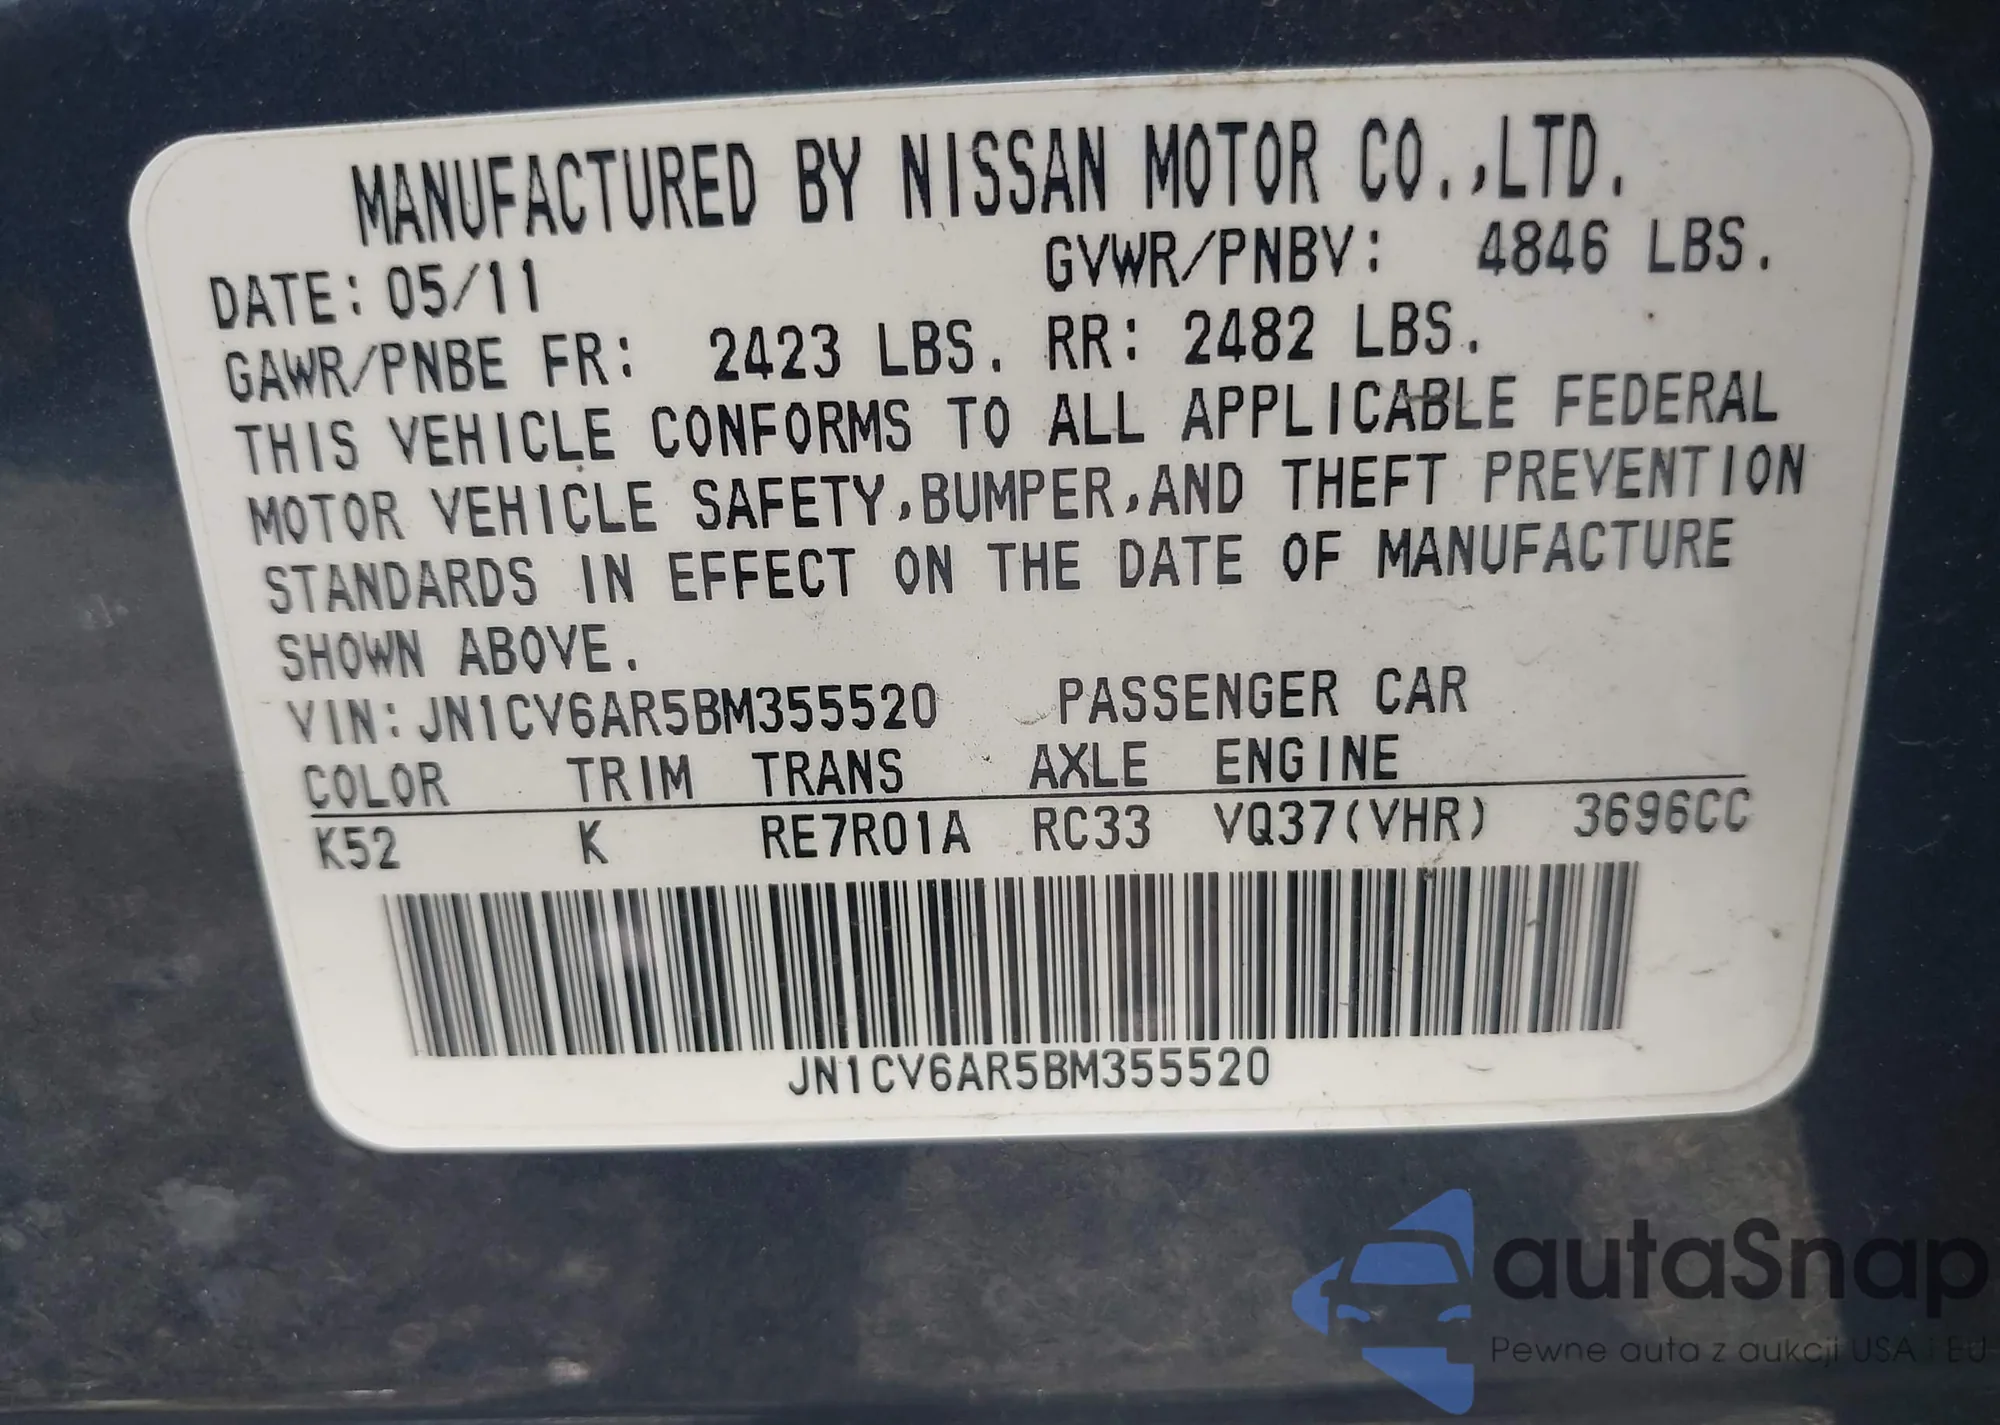 MANUFACTURED BY NISSAN MOTOR CO.,LTD.
DATE: 05/11 GVWR/PNBV: 4846 LBS.
GAWR/PNBE FR: 2423 LBS. RR: 2482 LBS.
THIS VEHICLE CONFORMS TO ALL APPLICABLE FEDERAL
MOTOR VEHICLE SAFETY,BUMPER,AND THEFT PREVENTION
STANDARDS IN EFFECT ON THE DATE OF MANUFACTURE
SHOWN ABOVE.
VIN:JN1CV6AR5BM355520 PASSENGER CAR
COLOR TRIM TRANS AXLE ENGINE
K52 K RE7R01A RC33 VQ37(VHR) 3696CC
JN1CV6AR5BM355520
autaSnap
Pewne auta z aukcji USA i EU